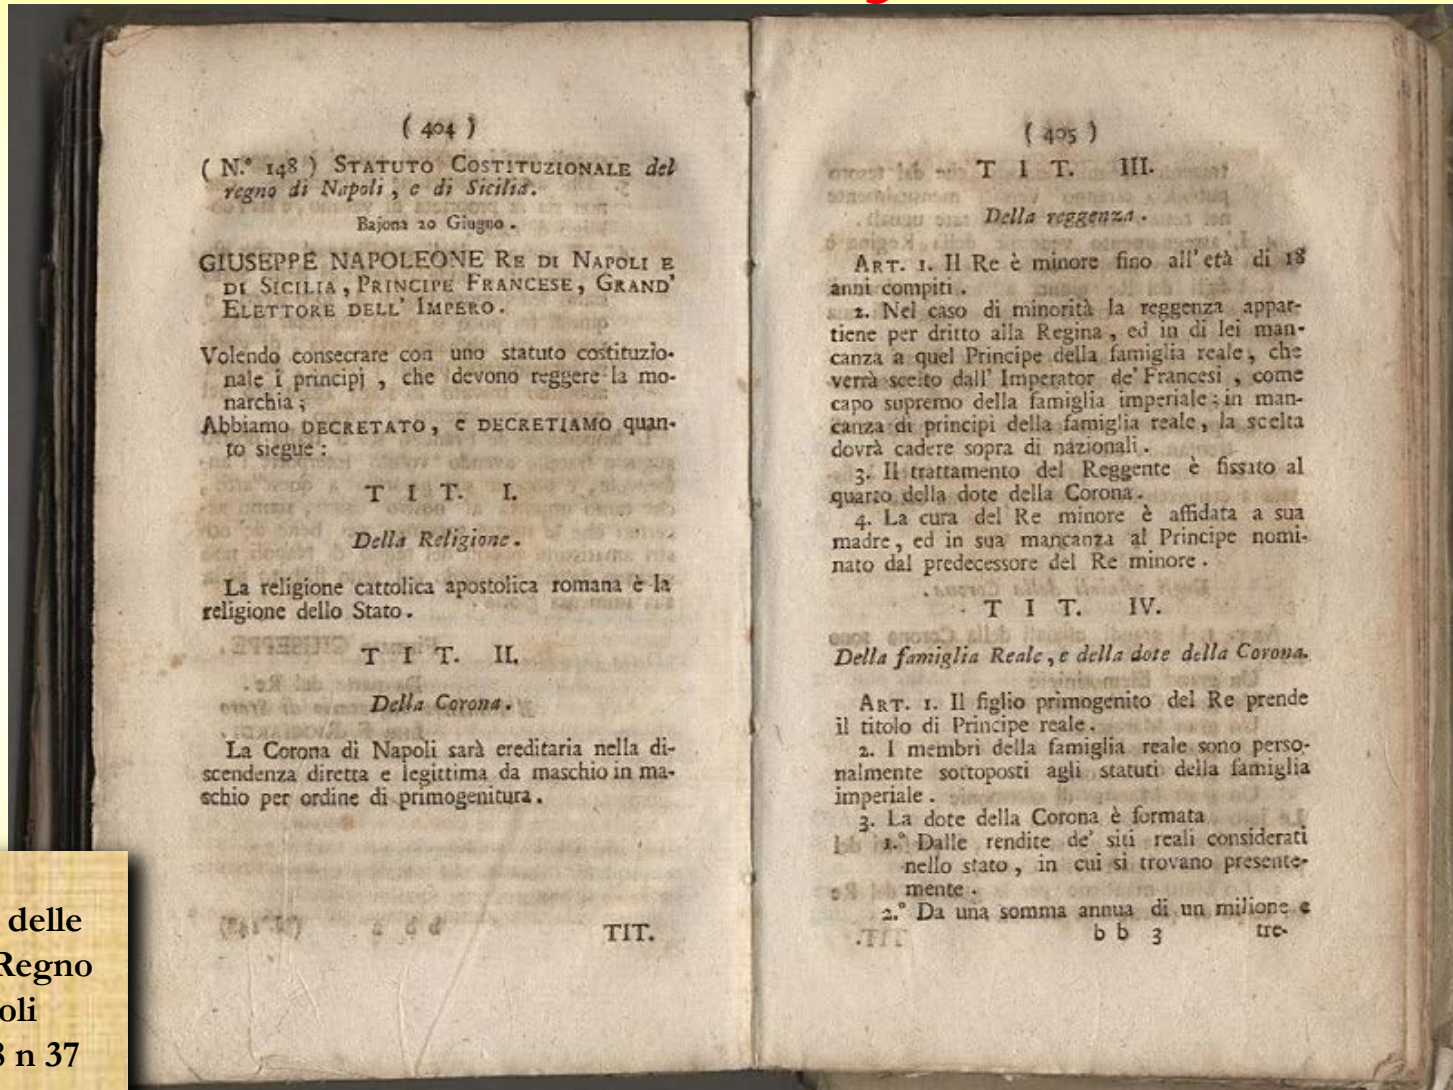 ( 404 )
( N.° 148 ) STATUTO COSTITUZIONALE del
regno di Napoli , e di Sicilia.
Bajona 20 Giugno .
GIUSEPPE NAPOLEONE RE DI NAPOLI E
DI SICILIA , PRINCIPE FRANCESE, GRAND'
ELETTORE DELL' IMPERO.
Volendo consecrare con uno statuto costituzio-
nale i principj , che devono reggere la mo-
narchia ;
Abbiamo DECRETATO , e DECRETIAMO quan-
to siegue :
TIT. I.
Della Religione .
La religione cattolica apostolica romana è la
religione dello Stato .
TIT. II.
Della Corona .
La Corona di Napoli sarà ereditaria nella di-
scendenza diretta e legittima da maschio in ma-
schio per ordine di primogenitura .
TIT.
( 405 )
TIT. III.
Della reggenza .
ART. 1. Il Re è minore fino all' età di 18
anni compiti .
2. Nel caso di minorità la reggenza appar-
tiene per dritto alla Regina , ed in di lei man-
canza a quel Principe della famiglia reale , che
verrà scelto dall' Imperator de' Francesi , come
capo supremo della famiglia imperiale ; in man-
canza di principi della famiglia reale , la scelta
dovrà cadere sopra di nazionali .
3. Il trattamento del Reggente è fissato al
quarto della dote della Corona .
4. La cura del Re minore è affidata a sua
madre , ed in sua mancanza al Principe nomi-
nato dal predecessore del Re minore .
TIT. IV.
Della famiglia Reale , e della dote della Corona.
ART. 1. Il figlio primogenito del Re prende
il titolo di Principe reale .
2. I membri della famiglia reale sono perso-
nalmente sottoposti agli statuti della famiglia
imperiale .
3. La dote della Corona è formata
1.° Dalle rendite de' siti reali considerati
nello stato , in cui si trovano presente-
mente .
2.° Da una somma annua di un milione e
b b 3 tre-
delle
Regno
oli
8 n 37